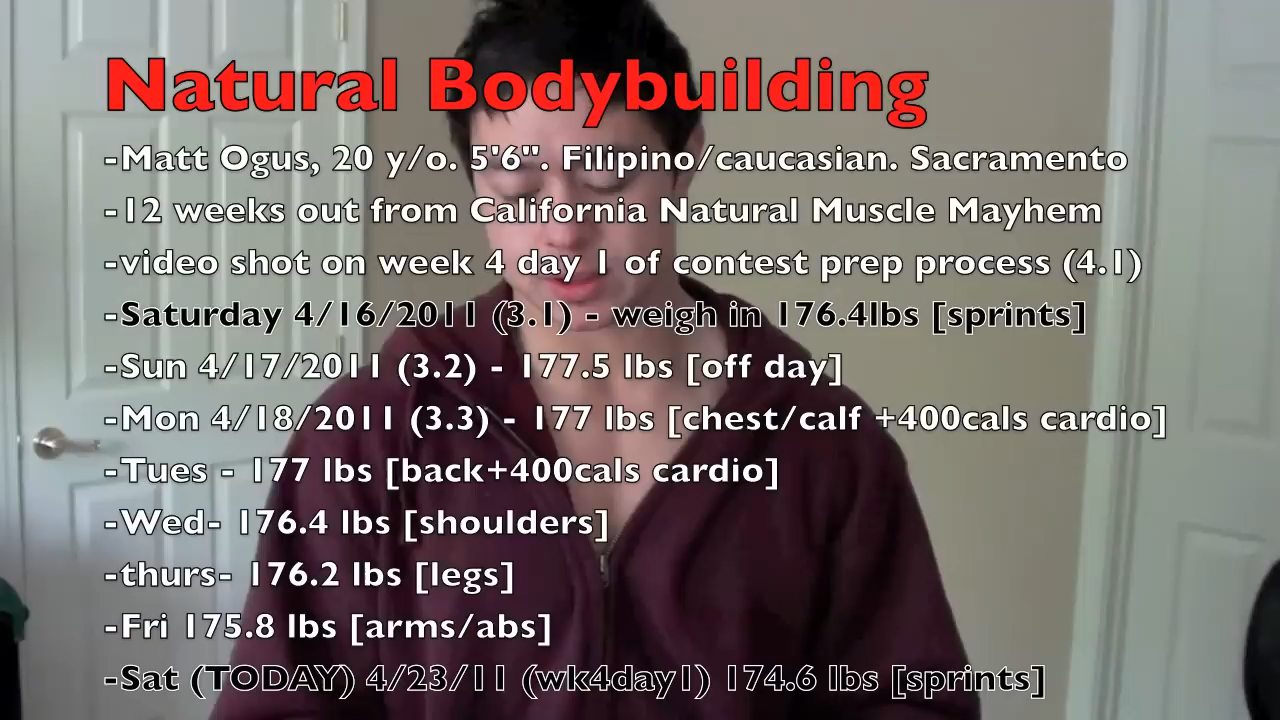 Natural Bodybuilding
-Matt Ogus, 20 y/o. 5'6". Filipino/caucasian. Sacramento
-12 weeks out from California Natural Muscle Mayhem
-video shot on week 4 day 1 of contest prep process (4.1)
-Saturday 4/16/2011 (3.1) - weigh in 176.4lbs [sprints]
-Sun 4/17/2011 (3.2) - 177.5 lbs [off day]
-Mon 4/18/2011 (3.3) - 177 lbs [chest/calf +400cals cardio]
-Tues - 177 lbs [back+400cals cardio]
-Wed- 176.4 lbs [shoulders]
-thurs- 176.2 lbs [legs]
-Fri 175.8 lbs [arms/abs]
-Sat (TODAY) 4/23/11 (wk4day1) 174.6 lbs [sprints]